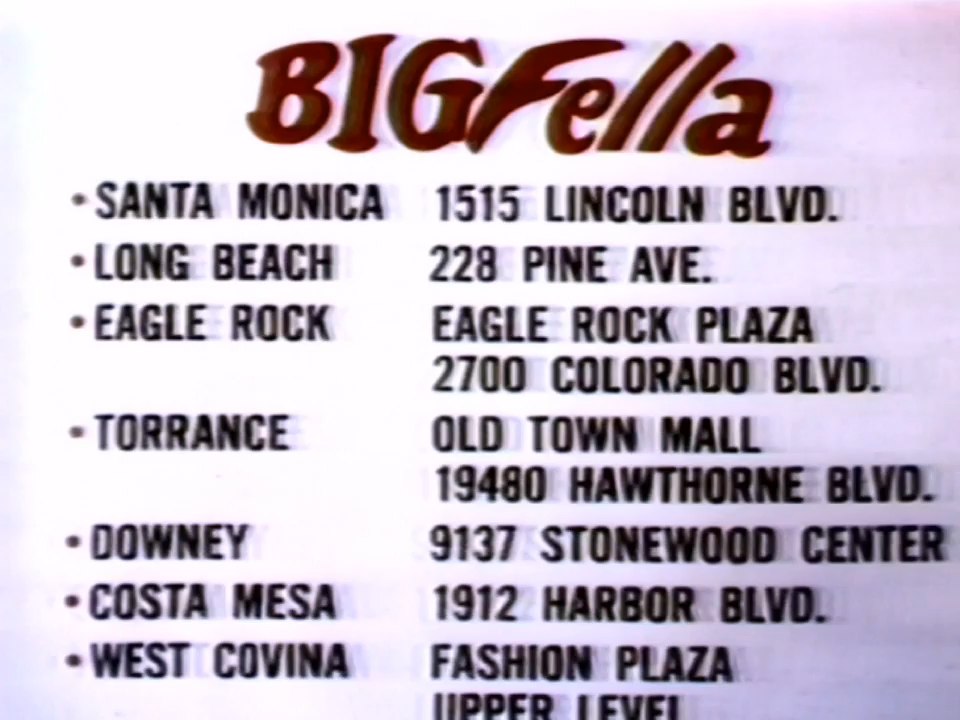 BIGFella
• SANTA MONICA 1515 LINCOLN BLVD.
• LONG BEACH 228 PINE AVE.
• EAGLE ROCK EAGLE ROCK PLAZA
2700 COLORADO BLVD.
• TORRANCE OLD TOWN MALL
19480 HAWTHORNE BLVD.
• DOWNEY 9137 STONEWOOD CENTER
• COSTA MESA 1912 HARBOR BLVD.
• WEST COVINA FASHION PLAZA
UPPER LEVEL